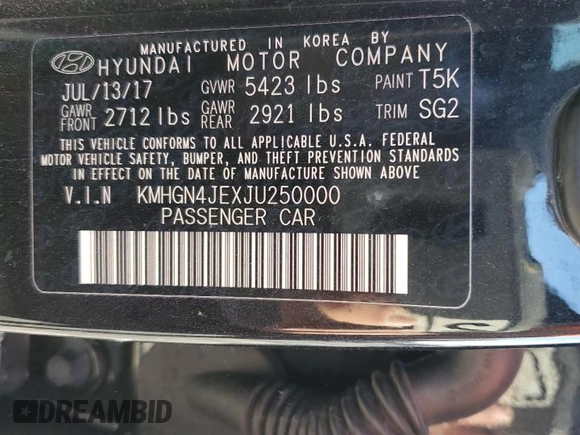 MANUFACTURED IN KOREA BY
HYUNDAI MOTOR COMPANY
JUL/13/17 GVWR 5423 lbs PAINT T5K
GAWR FRONT 2712 lbs GAWR REAR 2921 lbs TRIM SG2
THIS VEHICLE CONFORMS TO ALL APPLICABLE U.S.A. FEDERAL
MOTOR VEHICLE SAFETY, BUMPER, AND THEFT PREVENTION STANDARDS
IN EFFECT ON THE DATE OF MANUFACTURE SHOWN ABOVE
V.I.N KMHGN4JEXJU250000
PASSENGER CAR
DREAMBID